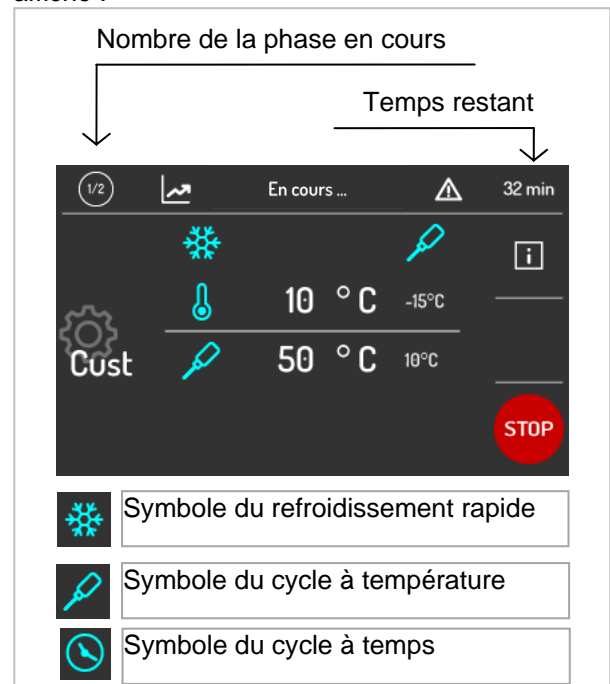 Nombre de la phase en cours
Temps restant
1/2 En cours ... 32 min
i
10 °C -15°C
Cust 50 °C 10°C
STOP
Symbole du refroidissement rapide
Symbole du cycle à température
Symbole du cycle à temps